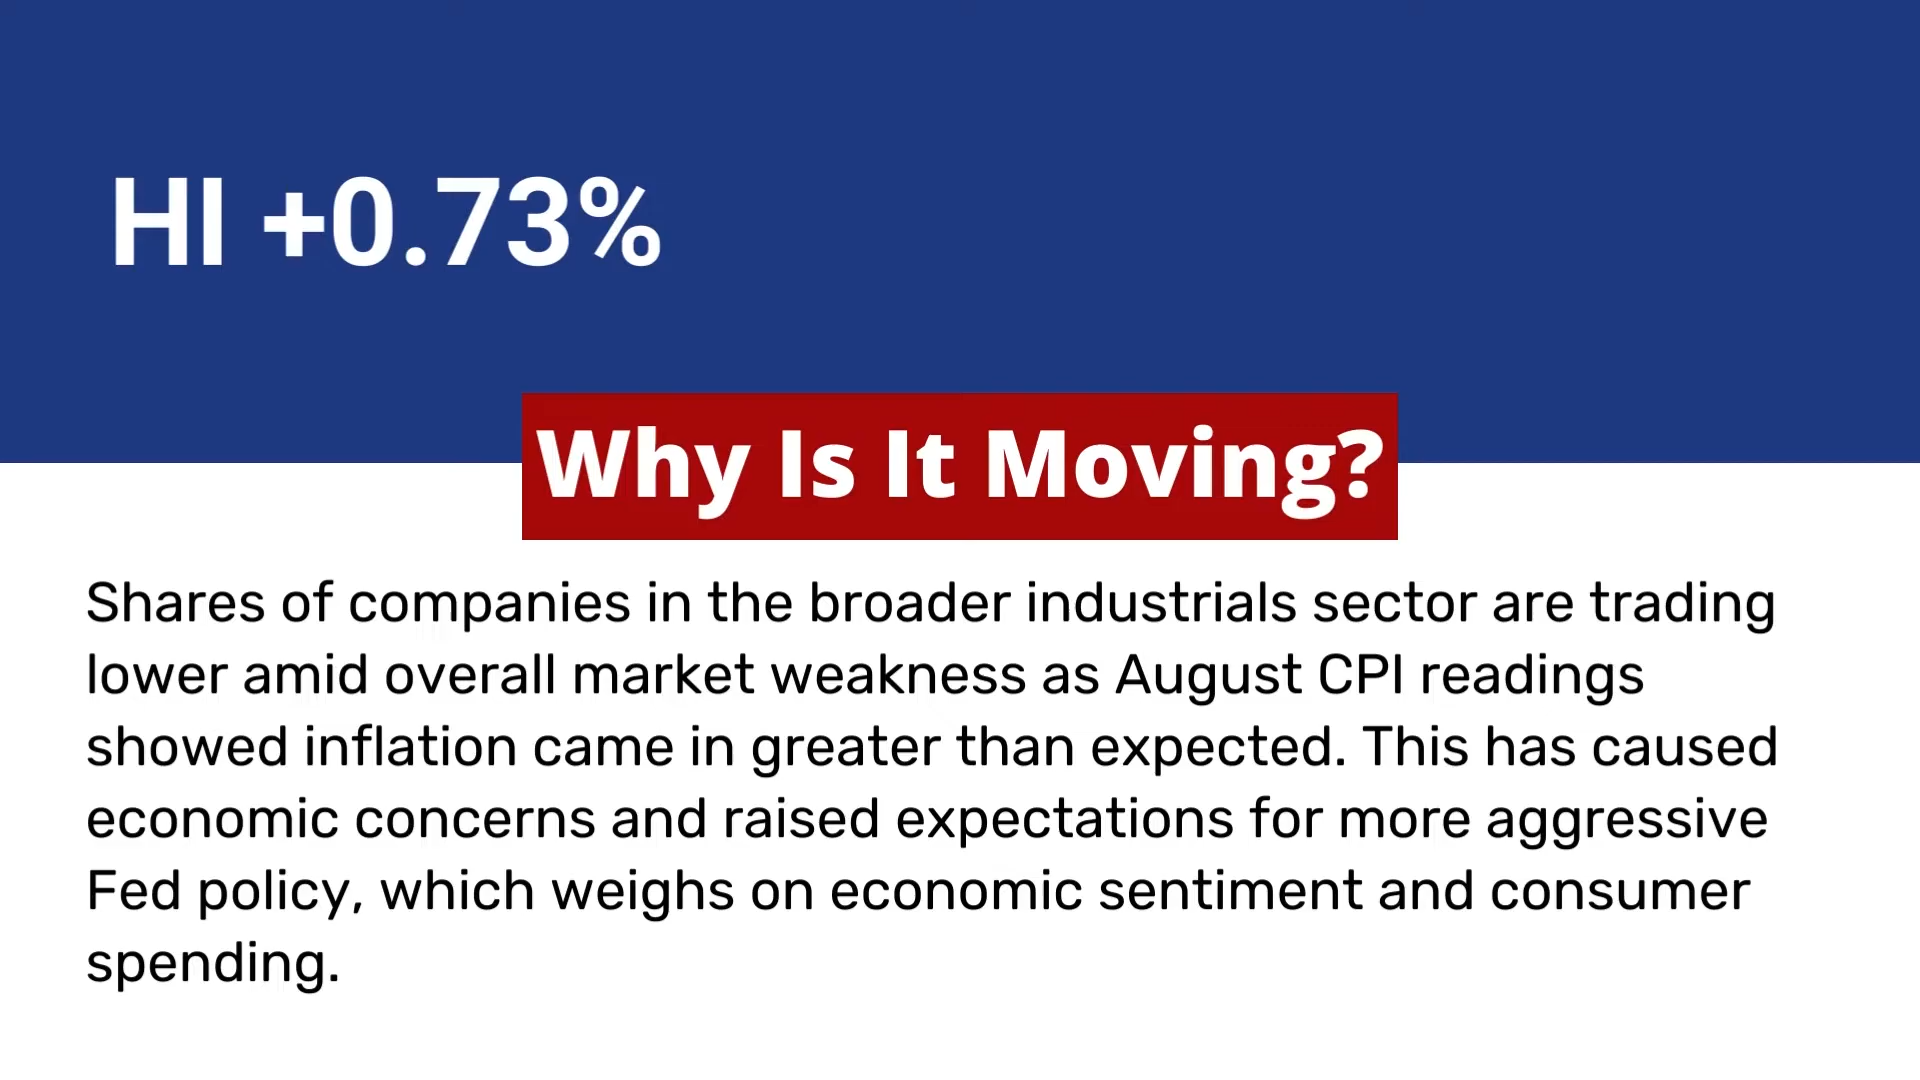 HI +0.73%
Why Is It Moving?
Shares of companies in the broader industrials sector are trading
lower amid overall market weakness as August CPI readings
showed inflation came in greater than expected. This has caused
economic concerns and raised expectations for more aggressive
Fed policy, which weighs on economic sentiment and consumer
spending.